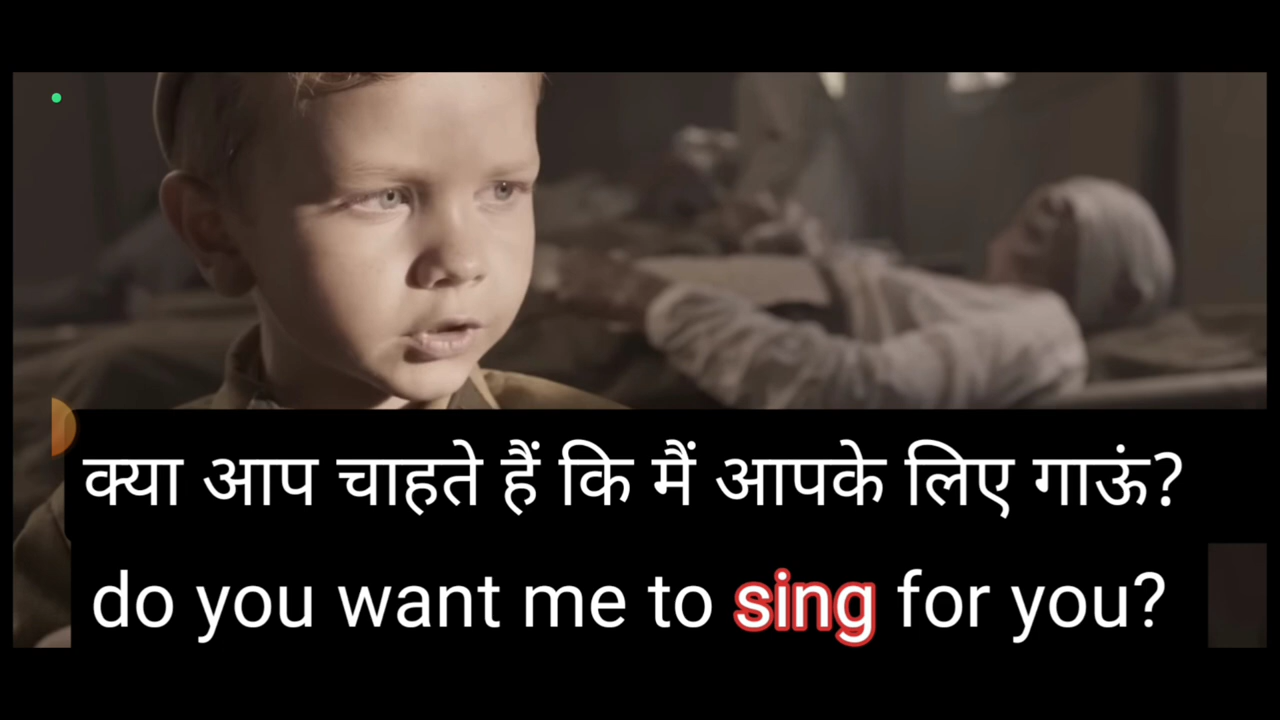 क्या आप चाहते हैं कि मैं आपके लिए गाऊं?
do you want me to sing for you?